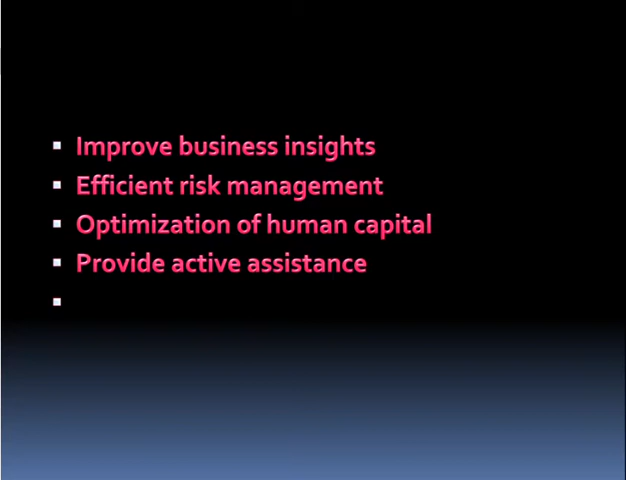 ▪ Improve business insights
▪ Efficient risk management
▪ Optimization of human capital
▪ Provide active assistance
▪